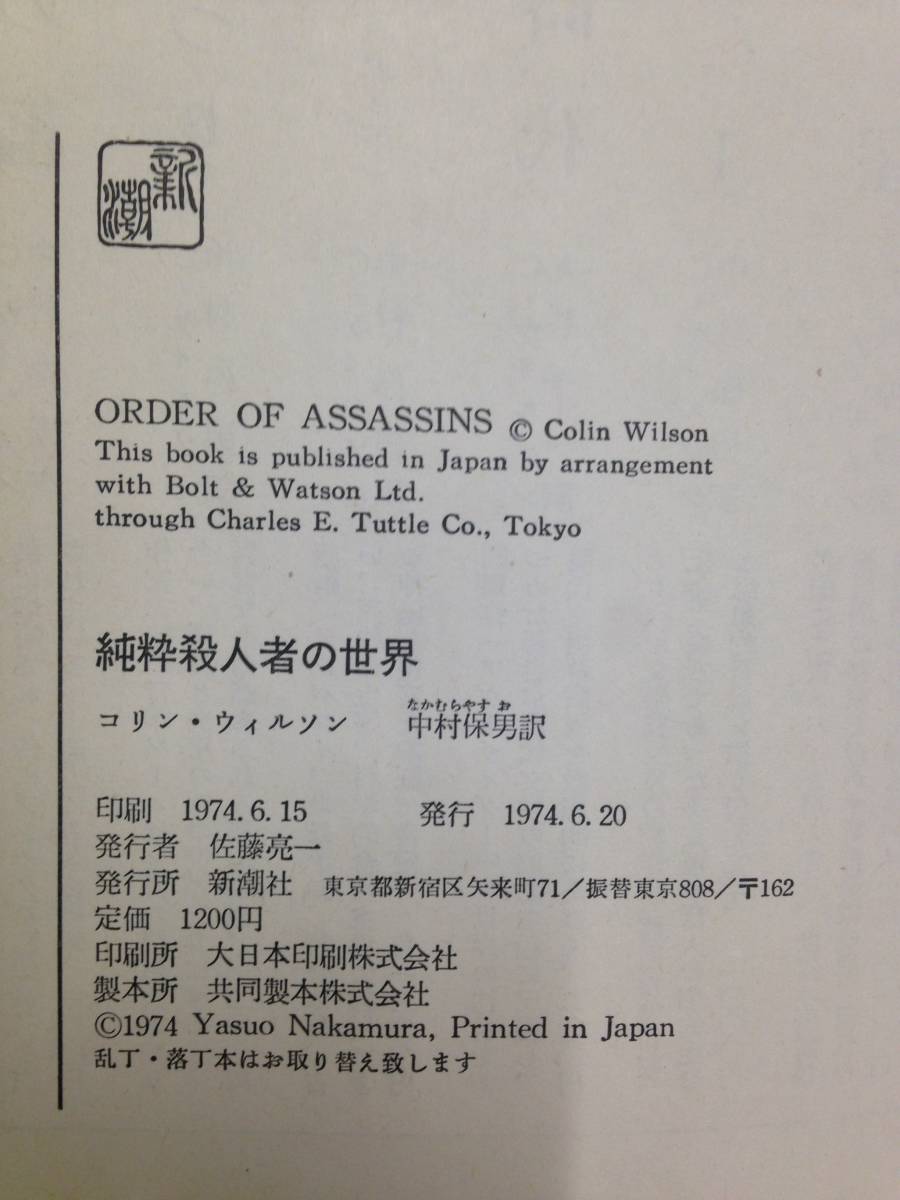 新潮
ORDER OF ASSASSINS © Colin Wilson
This book is published in Japan by arrangement
with Bolt & Watson Ltd.
through Charles E. Tuttle Co., Tokyo
純粋殺人者の世界
なかむらやす お
コリン・ウィルソン 中村保男訳
印刷 1974.6.15 発行 1974.6.20
発行者 佐藤亮一
発行所 新潮社 東京都新宿区矢来町71/振替東京808/〒162
定価 1200円
印刷所 大日本印刷株式会社
製本所 共同製本株式会社
©1974 Yasuo Nakamura, Printed in Japan
乱丁・落丁本はお取り替え致します